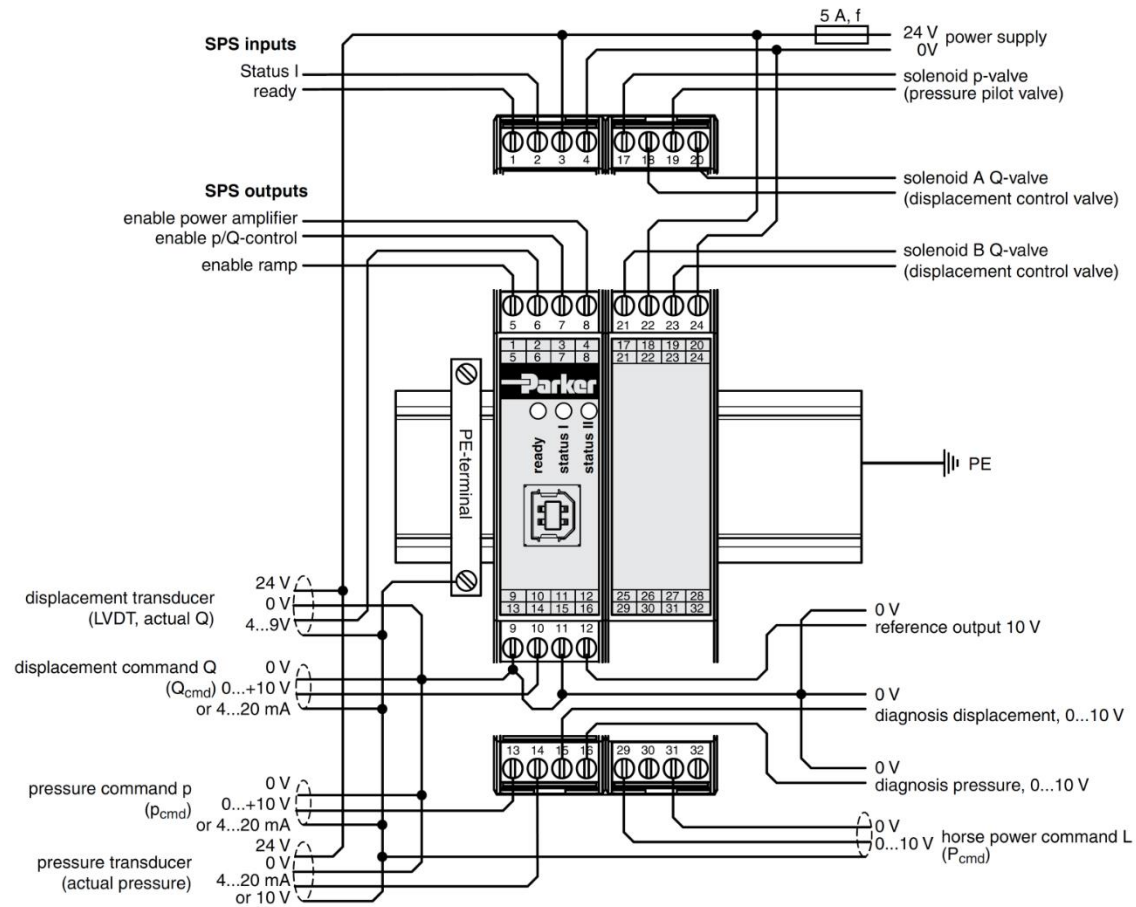 5 A, f
24 V power supply
0V
SPS inputs
Status I
ready
solenoid p-valve
(pressure pilot valve)
1 2 3 4 17 18 19 20
SPS outputs
enable power amplifier
enable p/Q-control
enable ramp
solenoid A Q-valve
(displacement control valve)
solenoid B Q-valve
(displacement control valve)
5 6 7 8 21 22 23 24
1 2 3 4 17 18 19 20
5 6 7 8 21 22 23 24
Parker
ready
status I
status II
PE-terminal
PE
9 10 11 12 25 26 27 28
13 14 15 16 29 30 31 32
9 10 11 12
displacement transducer
(LVDT, actual Q)
24 V
0 V
4...9V
displacement command Q
(Qcmd)
0 V
0...+10 V
or 4...20 mA
0 V
reference output 10 V
0 V
diagnosis displacement, 0...10 V
13 14 15 16 29 30 31 32
0 V
diagnosis pressure, 0...10 V
pressure command p
(pcmd)
0 V
0...+10 V
or 4...20 mA
pressure transducer
(actual pressure)
24 V
0 V
4...20 mA
or 10 V
0 V
0...10 V
horse power command L
(Pcmd)